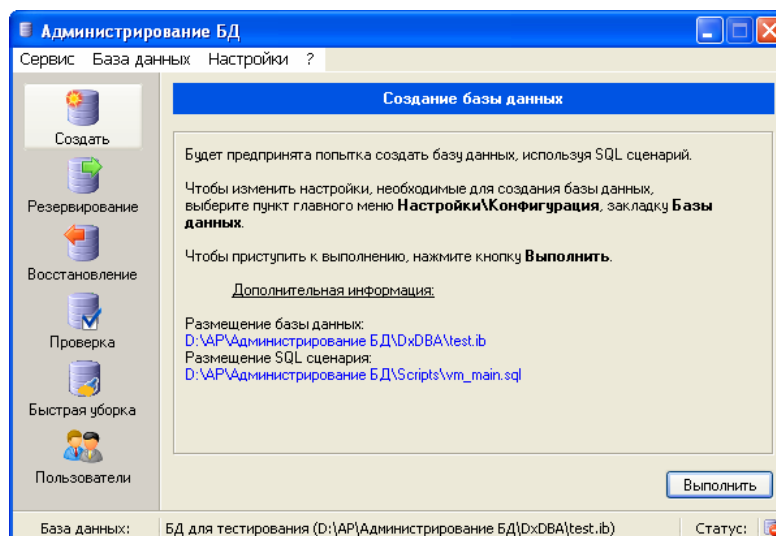 Администрирование БД
Сервис База данных Настройки ?
Создать
Резервирование
Восстановление
Проверка
Быстрая уборка
Пользователи
Создание базы данных
Будет предпринята попытка создать базу данных, используя SQL сценарий.
Чтобы изменить настройки, необходимые для создания базы данных,
выберите пункт главного меню Настройки\Конфигурация, закладку Базы
данных.
Чтобы приступить к выполнению, нажмите кнопку Выполнить.
Дополнительная информация:
Размещение базы данных:
D:\AP\Администрирование БД\DxDBA\test.ib
Размещение SQL сценария:
D:\AP\Администрирование БД\Scripts\vm_main.sql
Выполнить
База данных: БД для тестирования (D:\AP\Администрирование БД\DxDBA\test.ib) Статус: